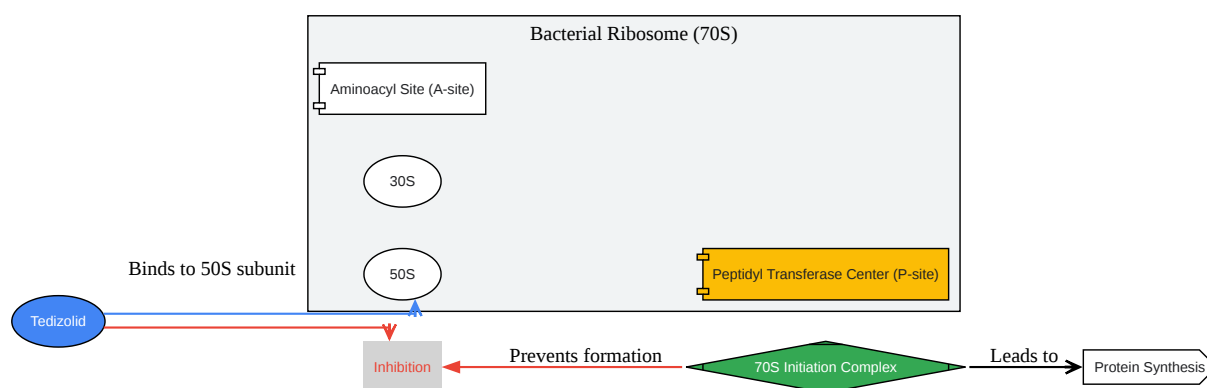 Bacterial Ribosome (70S)
Aminoacyl Site (A-site)
30S
Binds to 50S subunit
50S
Peptidyl Transferase Center (P-site)
Tedizolid
Inhibition
Prevents formation
70S Initiation Complex
Leads to
Protein Synthesis